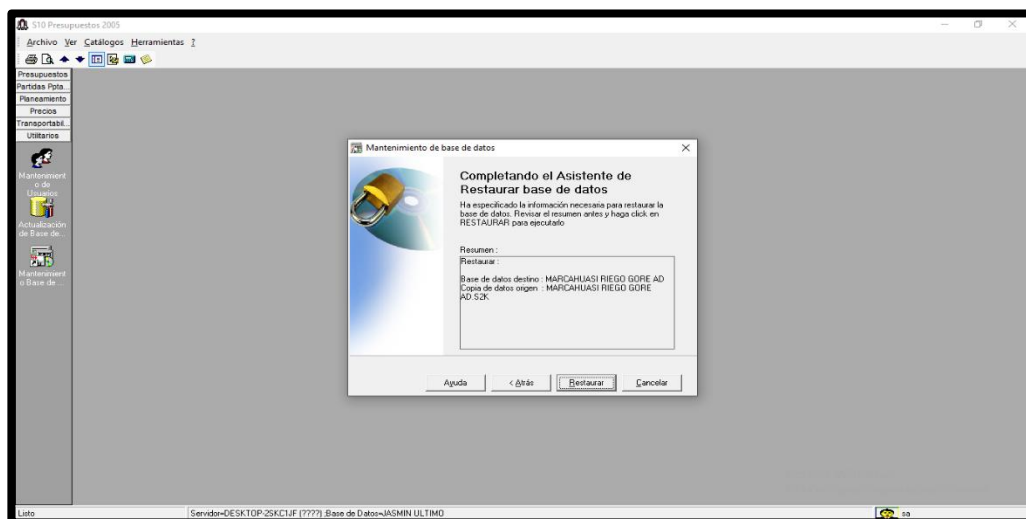 S10 Presupuestos 2005
Archivo Ver Catálogos Herramientas ?
Presupuestos
Partidas Ppta...
Planeamiento
Precios
Transportabil...
Utilitarios
Mantenimient
o de
Usuarios
Actualización
de Base de...
Mantenimient
o Base de ...
Mantenimiento de base de datos
Completando el Asistente de
Restaurar base de datos
Ha especificado la información necesaria para restaurar la
base de datos. Revisar el resumen antes y haga click en
RESTAURAR para ejecutarlo
Resumen :
Restaurar :
Base de datos destino : MARCAHUASI RIEGO GORE AD
Copia de datos origen : MARCAHUASI RIEGO GORE
AD.S2K
Ayuda
< Atrás
Restaurar
Cancelar
Listo
Servidor=DESKTOP-2SKC1JF (????) ;Base de Datos=JASMIN ULTIMO
sa